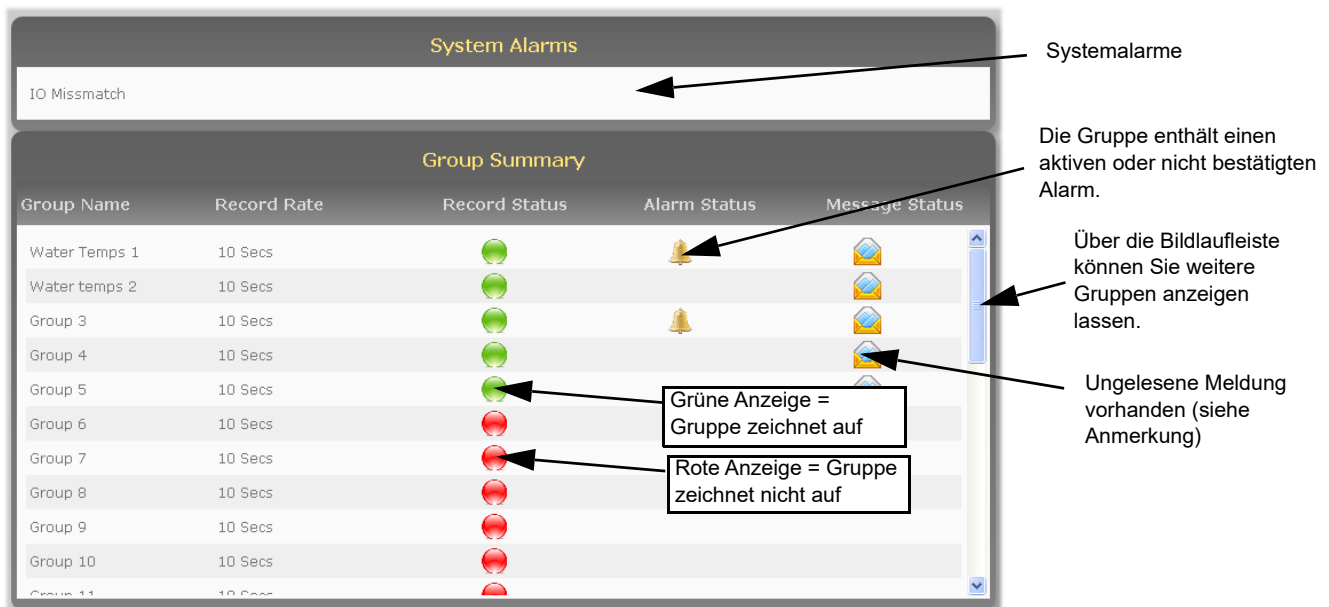 System Alarms
IO Missmatch
Group Summary
Group Name Record Rate Record Status Alarm Status Message Status
Water Temps 1 10 Secs
Water temps 2 10 Secs
Group 3 10 Secs
Group 4 10 Secs
Group 5 10 Secs
Group 6 10 Secs
Group 7 10 Secs
Group 8 10 Secs
Group 9 10 Secs
Group 10 10 Secs
Group 11 10 Secs
Grüne Anzeige =
Gruppe zeichnet auf
Rote Anzeige = Gruppe
zeichnet nicht auf
Systemalarme
Die Gruppe enthält einen
aktiven oder nicht bestätigten
Alarm.
Über die Bildlaufleiste
können Sie weitere
Gruppen anzeigen
lassen.
Ungelesene Meldung
vorhanden (siehe
Anmerkung)